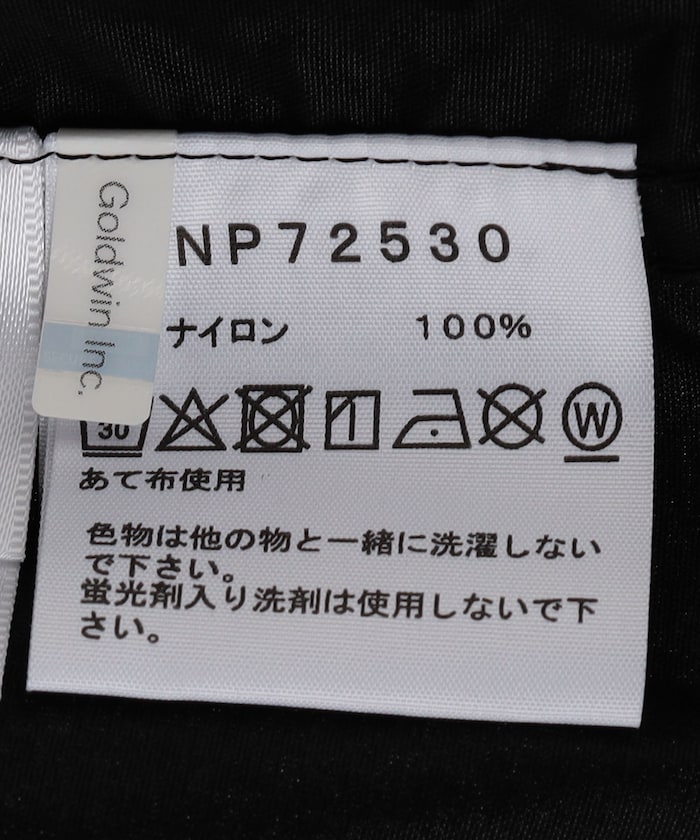 Goldwin Inc.
NP72530
ナイロン 100%
30
W
あて布使用
色物は他の物と一緒に洗濯しない
で下さい。
蛍光剤入り洗剤は使用しないで下
さい。